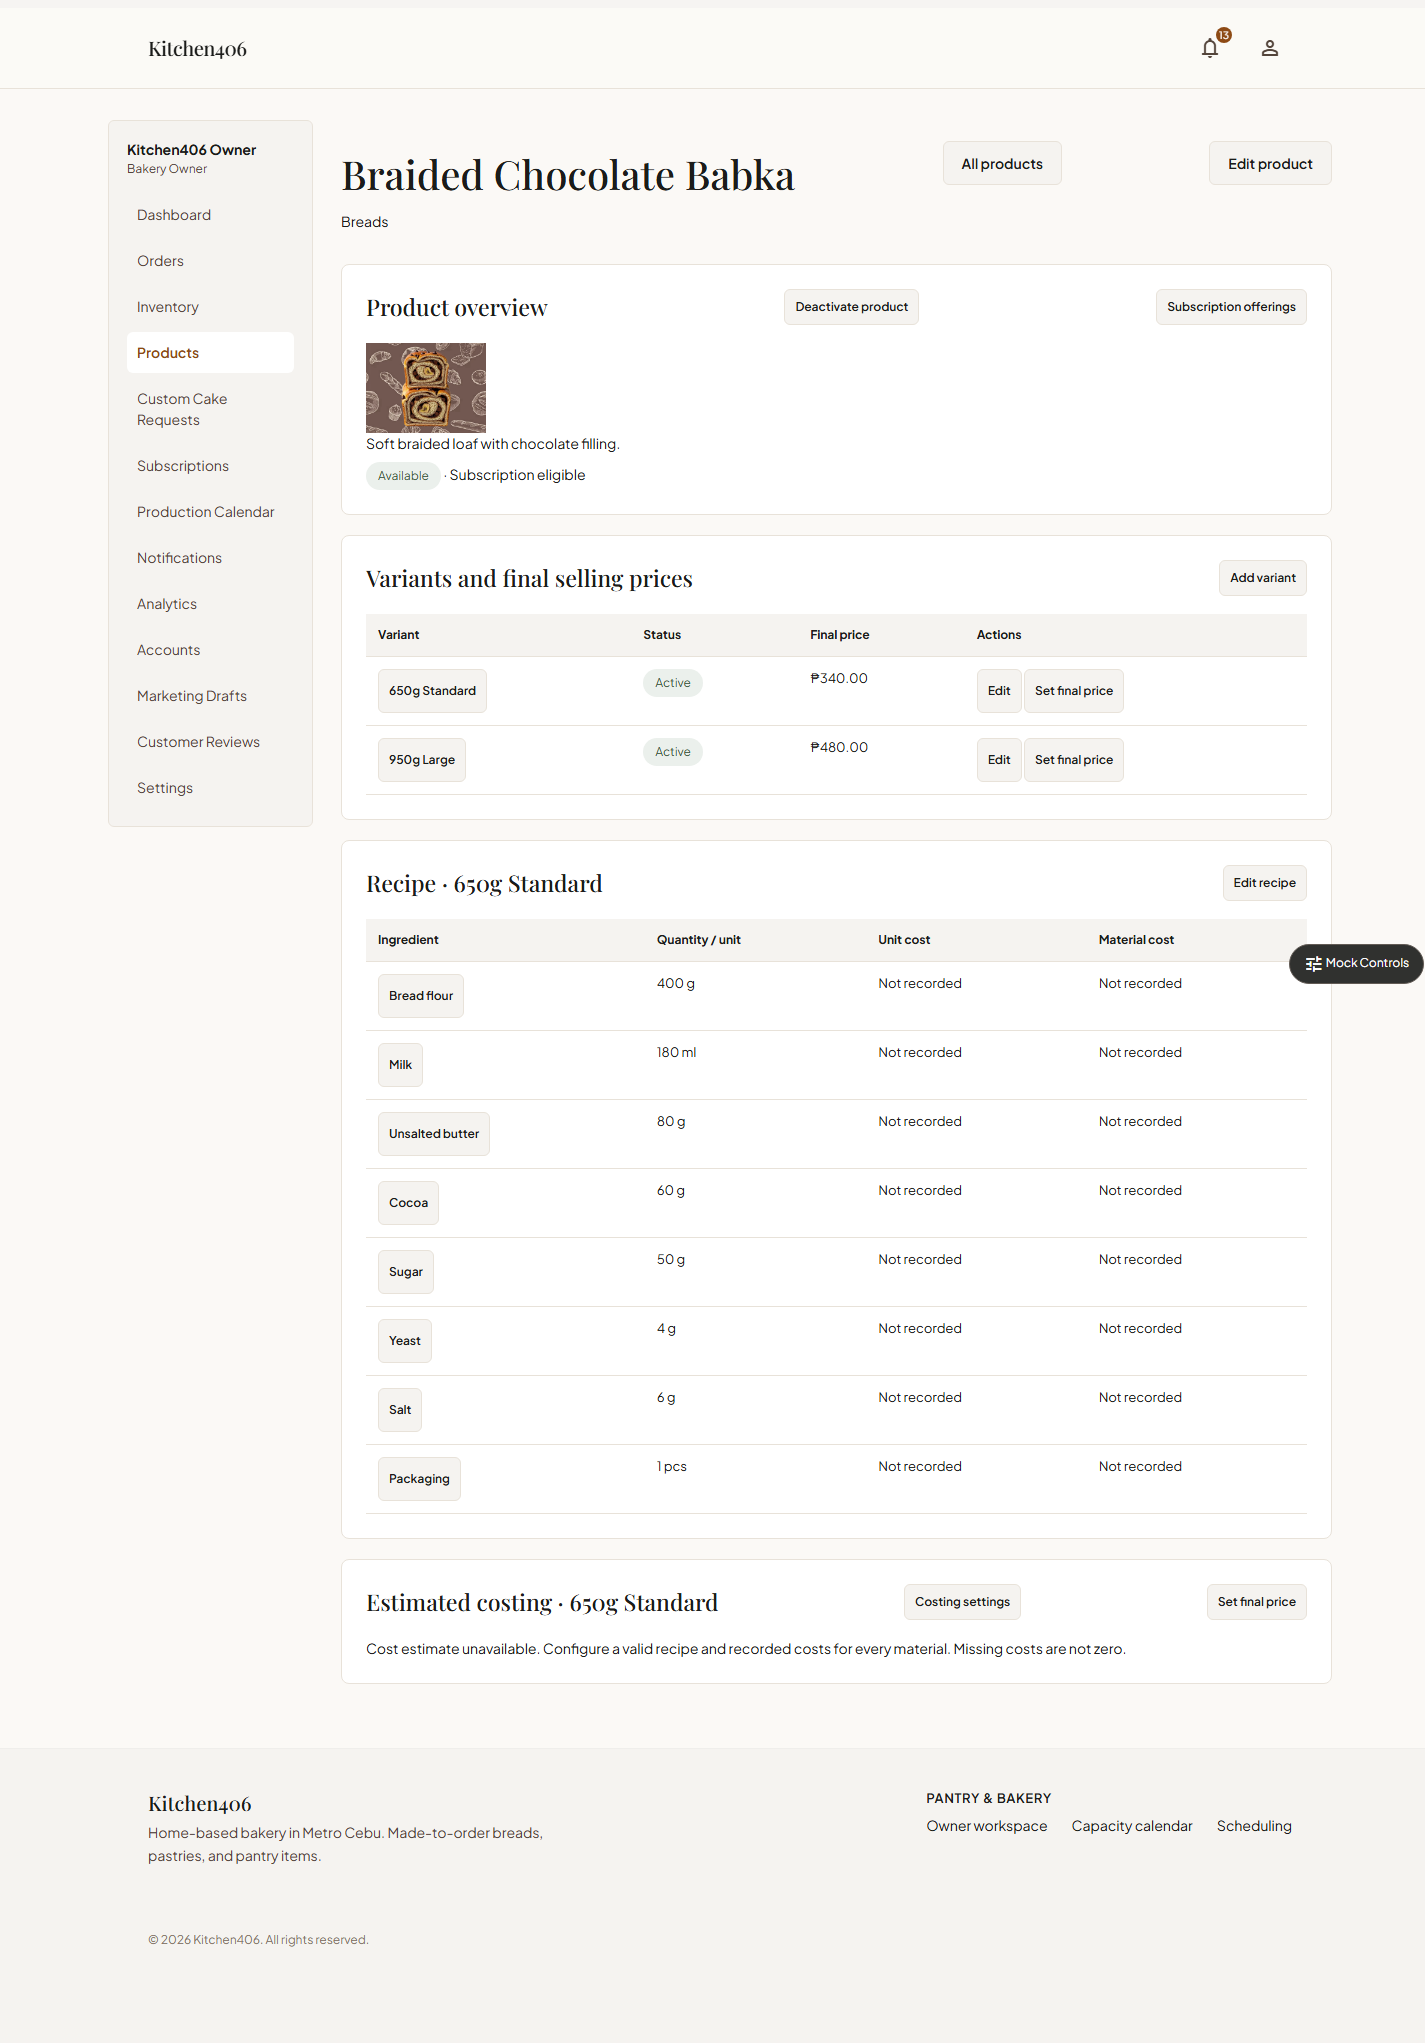 Kitchen406
13
Kitchen406 Owner
Bakery Owner
Dashboard
Orders
Inventory
Products
Custom Cake
Requests
Subscriptions
Production Calendar
Notifications
Analytics
Accounts
Marketing Drafts
Customer Reviews
Settings
Braided Chocolate Babka
All products
Edit product
Breads
Product overview
Deactivate product
Subscription offerings
Soft braided loaf with chocolate filling.
Available · Subscription eligible
Variants and final selling prices
Add variant
Variant Status Final price Actions
650g Standard Active ₱340.00 Edit Set final price
950g Large Active ₱480.00 Edit Set final price
Recipe · 650g Standard
Edit recipe
Ingredient Quantity / unit Unit cost Material cost
Mock Controls
Bread flour 400 g Not recorded Not recorded
Milk 180 ml Not recorded Not recorded
Unsalted butter 80 g Not recorded Not recorded
Cocoa 60 g Not recorded Not recorded
Sugar 50 g Not recorded Not recorded
Yeast 4 g Not recorded Not recorded
Salt 6 g Not recorded Not recorded
Packaging 1 pcs Not recorded Not recorded
Estimated costing · 650g Standard
Costing settings
Set final price
Cost estimate unavailable. Configure a valid recipe and recorded costs for every material. Missing costs are not zero.
Kitchen406
Home-based bakery in Metro Cebu. Made-to-order breads,
pastries, and pantry items.
PANTRY & BAKERY
Owner workspace Capacity calendar Scheduling
© 2026 Kitchen406. All rights reserved.